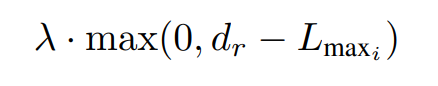 λ · max(0, d_r − L_{max_i})